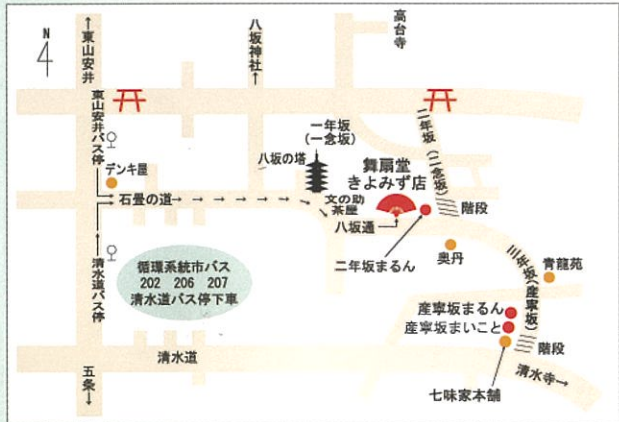 N
↑東山安井
東山安井バス停
デンキ屋
八坂神社→
高台寺
一年坂
(一念坂)
八坂の塔
石畳の道
文の助
茶屋
舞扇堂
きよみず店
八坂通
二年坂(二念坂)
階段
二年坂まるん
奥丹
三年坂(産寧坂)
青龍苑
循環系統市バス
202 206 207
清水道バス停下車
清水道バス停
産寧坂まるん
産寧坂まいこと
階段
七味家本舗
清水道
清水寺→
五条→